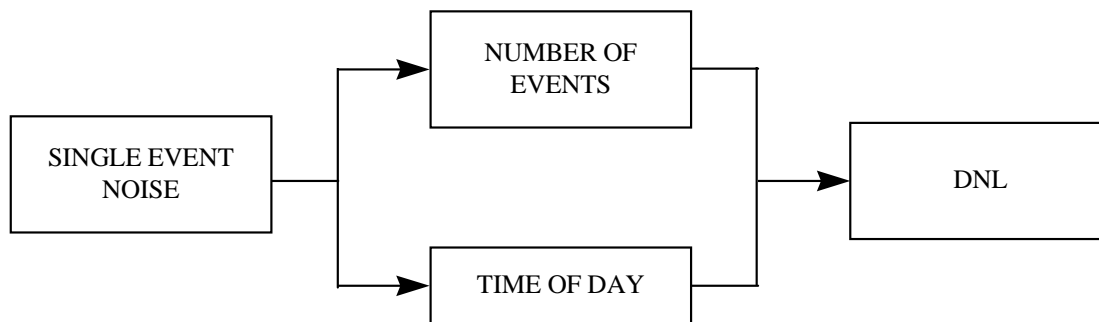 SINGLE EVENT
NOISE
NUMBER OF
EVENTS
TIME OF DAY
DNL